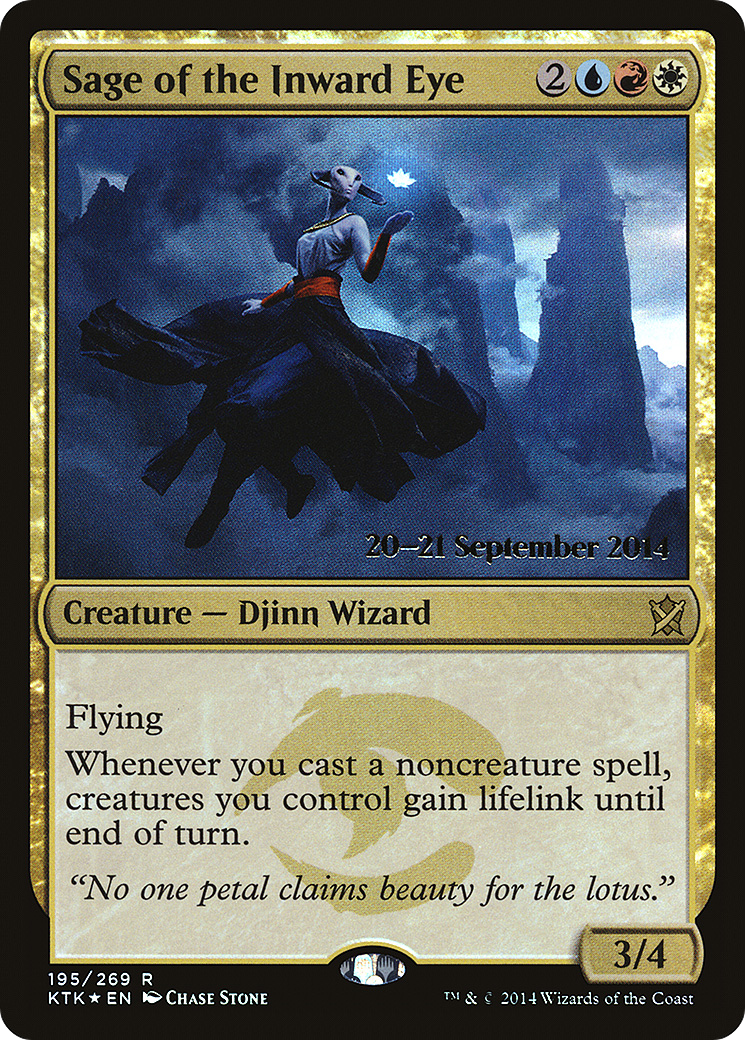 Sage of the Inward Eye 2
20–21 September 2014
Creature — Djinn Wizard
Flying
Whenever you cast a noncreature spell,
creatures you control gain lifelink until
end of turn.
“No one petal claims beauty for the lotus.”
3/4
195/269 R
KTK★EN Chase Stone
™ & © 2014 Wizards of the Coast